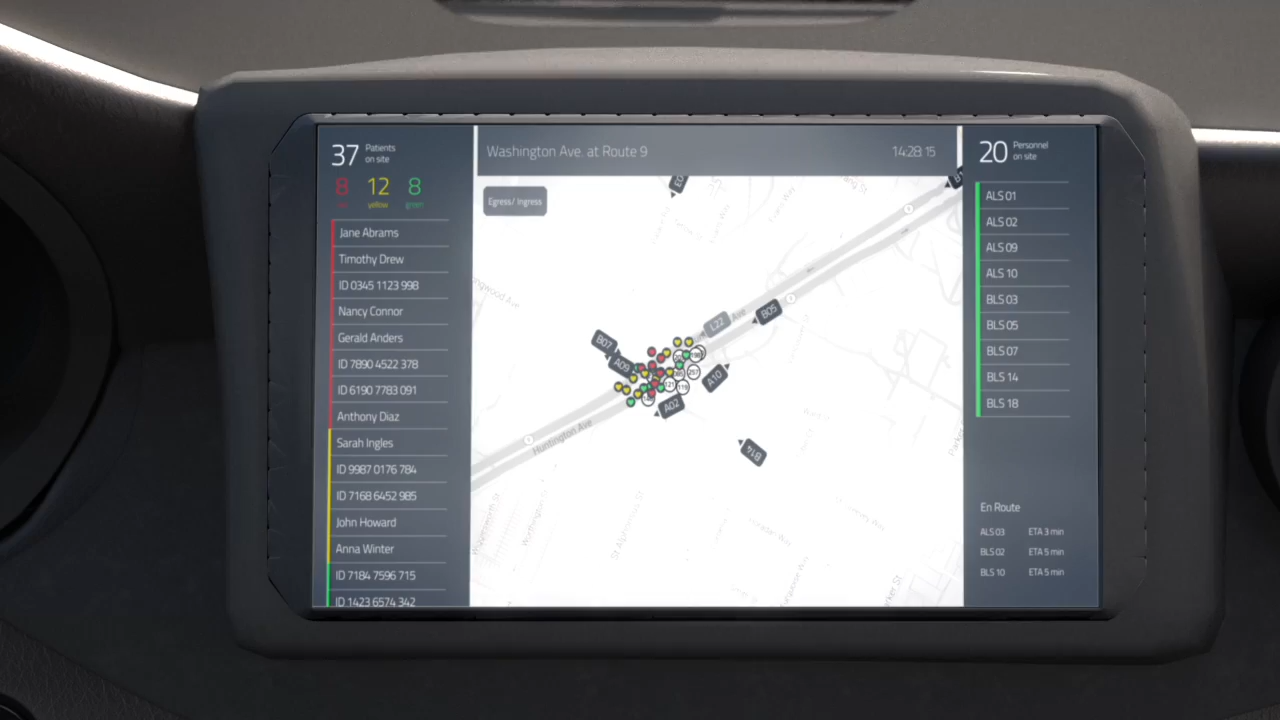 37 Patients on site
8 12 8
yellow green
Jane Abrams
Timothy Drew
ID 0345 1123 998
Nancy Connor
Gerald Anders
ID 7890 4522 378
ID 6190 7783 091
Anthony Diaz
Sarah Ingles
ID 9987 0176 784
ID 7168 6452 985
John Howard
Anna Winter
ID 7184 7596 715
ID 1423 6574 342
Washington Ave. at Route 9
14:28:15
Egress/ Ingress
B05
L22
Ave
B07
A09
A10
A02
B14
198
257
121
119
Huntington Ave
20 Personnel on site
ALS 01
ALS 02
ALS 09
ALS 10
BLS 03
BLS 05
BLS 07
BLS 14
BLS 18
En Route
ALS 03 ETA 3 min
BLS 02 ETA 5 min
BLS 10 ETA 5 min